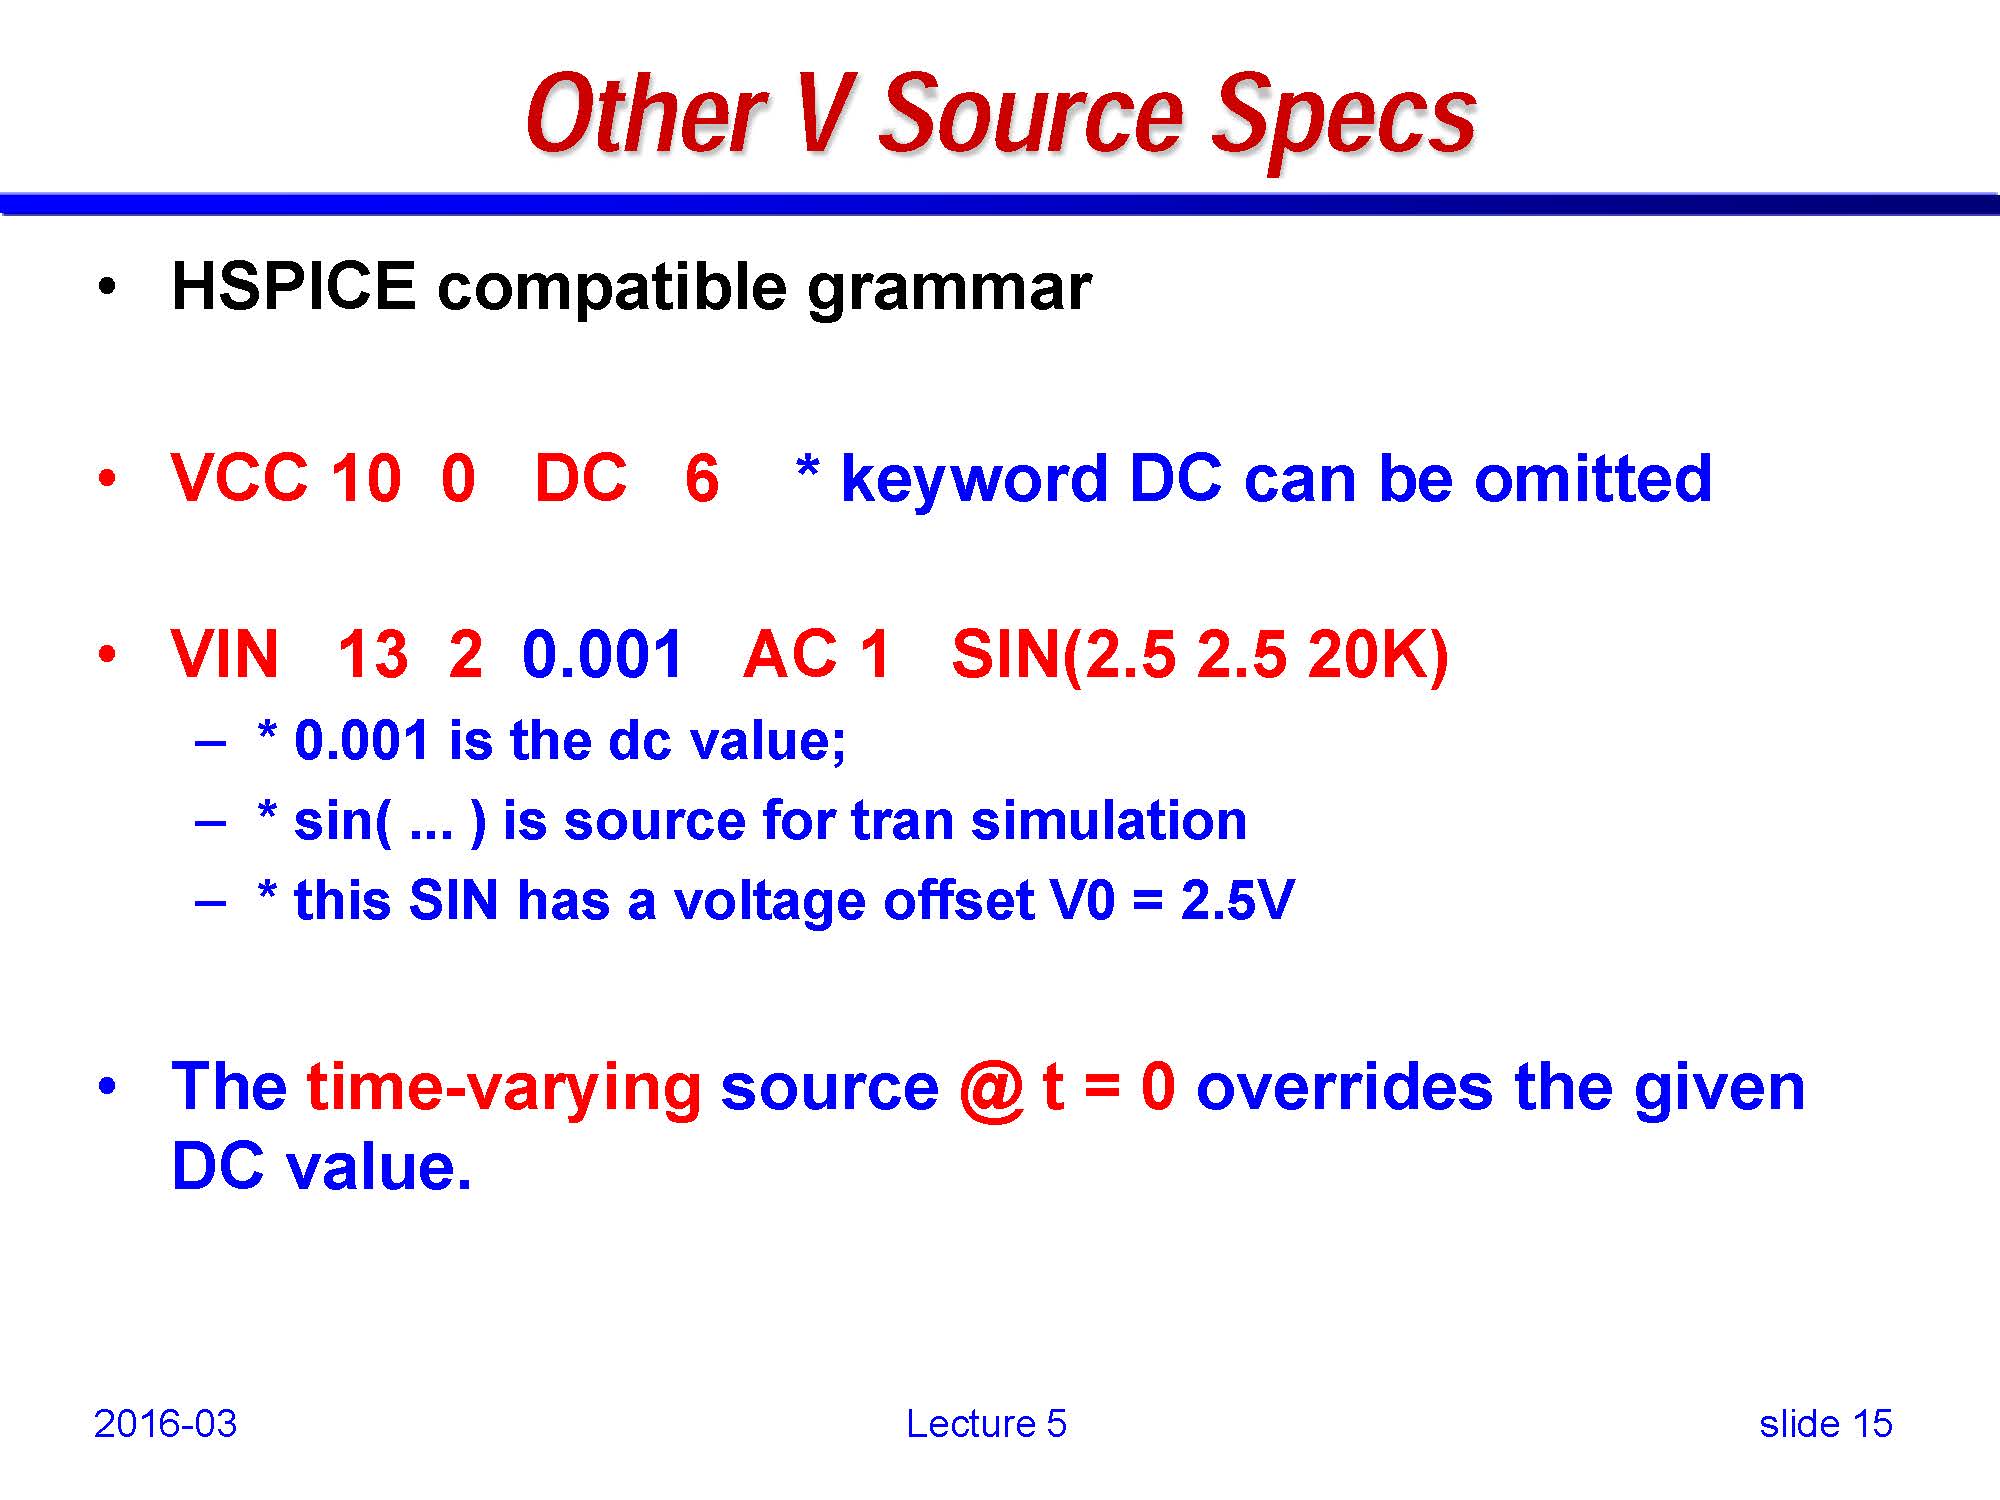 Other V Source Specs
• HSPICE compatible grammar
• VCC 10 0 DC 6 * keyword DC can be omitted
• VIN 13 2 0.001 AC 1 SIN(2.5 2.5 20K)
– * 0.001 is the dc value;
– * sin( ... ) is source for tran simulation
– * this SIN has a voltage offset V0 = 2.5V
• The time-varying source @ t = 0 overrides the given
DC value.
2016-03 Lecture 5 slide 15